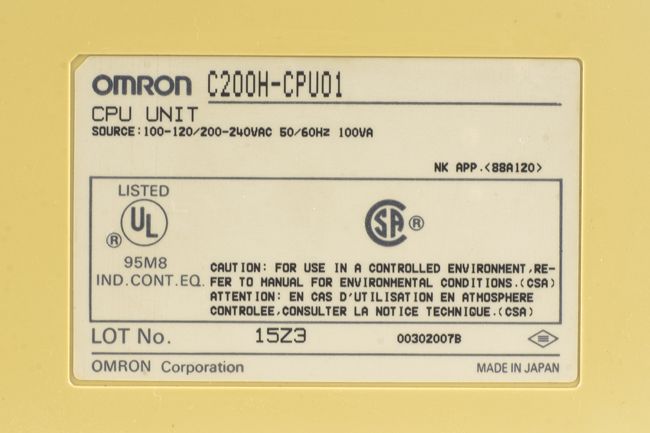 OMRON C200H-CPU01
CPU UNIT
SOURCE:100-120/200-240VAC 50/60Hz 100VA
NK APP.<88A120>
LISTED
UL ®
SA ®
95M8
IND.CONT.EQ.
CAUTION: FOR USE IN A CONTROLLED ENVIRONMENT,RE-
FER TO MANUAL FOR ENVIRONMENTAL CONDITIONS.(CSA)
ATTENTION: EN CAS D'UTILISATION EN ATMOSPHERE
CONTROLEE,CONSULTER LA NOTICE TECHNIQUE.(CSA)
LOT No. 15Z3 00302007B
OMRON Corporation MADE IN JAPAN